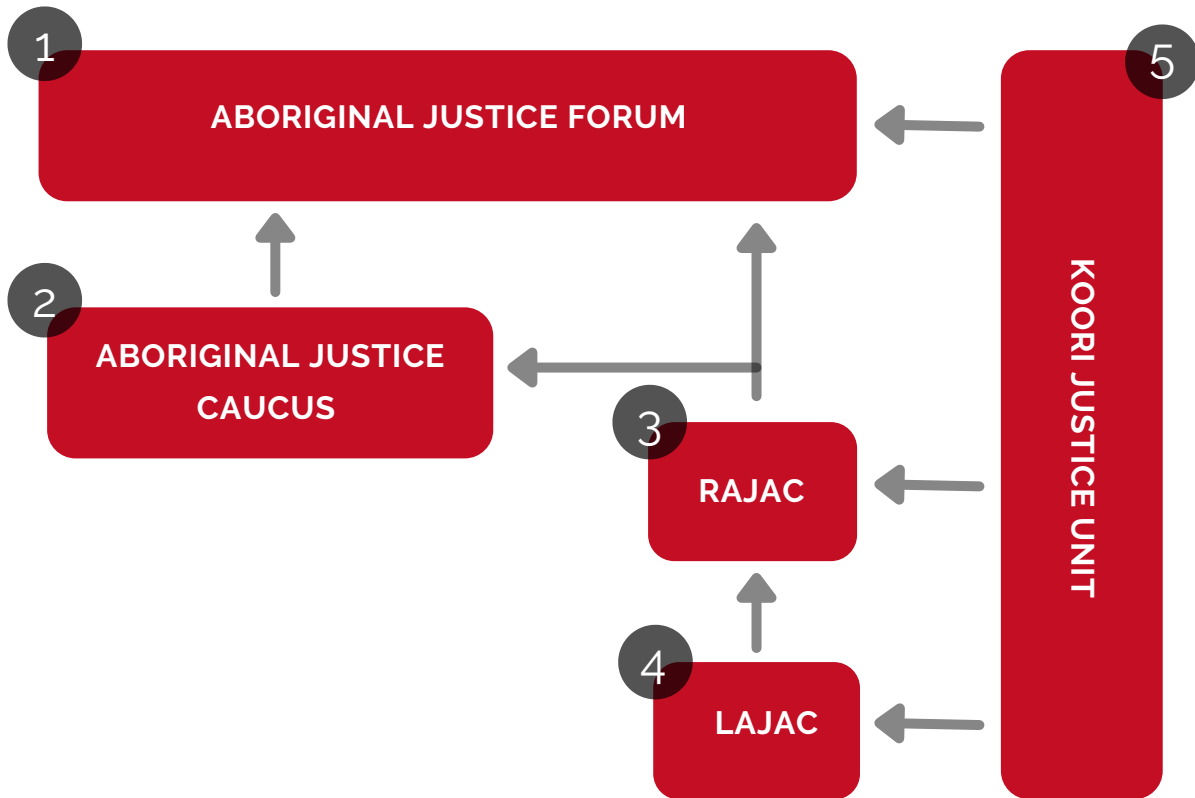 1
ABORIGINAL JUSTICE FORUM
5
2
ABORIGINAL JUSTICE
CAUCUS
3
RAJAC
4
LAJAC
KOORI JUSTICE UNIT